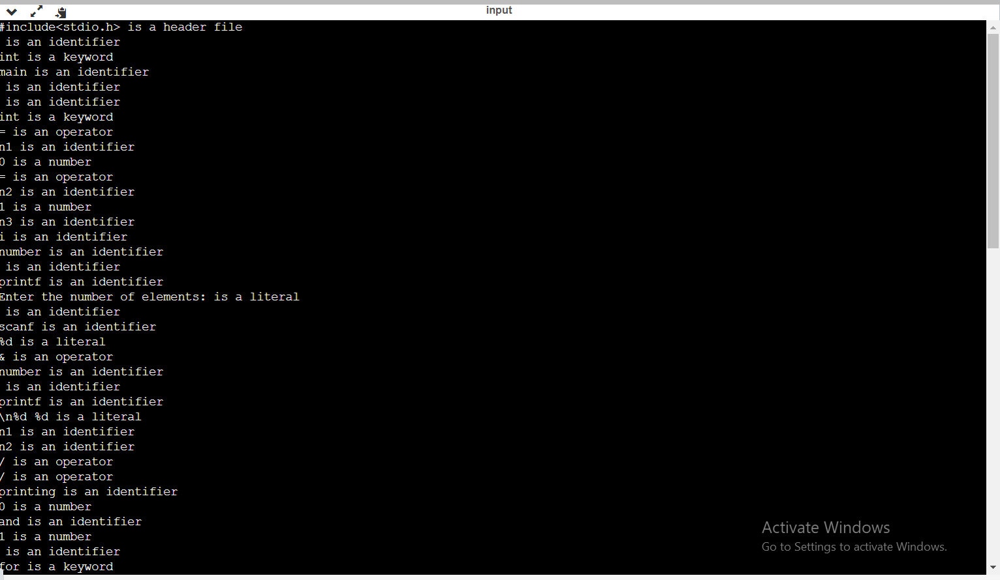 input
#include<stdio.h> is a header file
is an identifier
int is a keyword
main is an identifier
is an identifier
is an identifier
int is a keyword
= is an operator
n1 is an identifier
0 is a number
= is an operator
n2 is an identifier
1 is a number
n3 is an identifier
i is an identifier
number is an identifier
is an identifier
printf is an identifier
Enter the number of elements: is a literal
is an identifier
scanf is an identifier
%d is a literal
& is an operator
number is an identifier
is an identifier
printf is an identifier
\n%d %d is a literal
n1 is an identifier
n2 is an identifier
/ is an operator
/ is an operator
printing is an identifier
0 is a number
and is an identifier
1 is a number
is an identifier
for is a keyword
Activate Windows
Go to Settings to activate Windows.